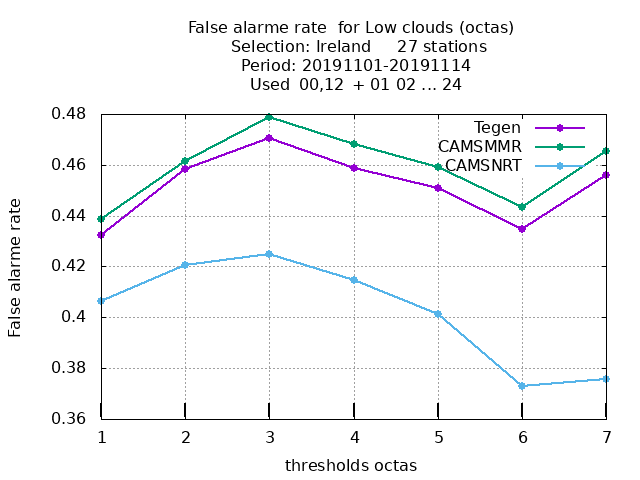 False alarme rate  for Low clouds (octas)
Selection: Ireland     27 stations
Period: 20191101-20191114
Used  00,12  + 01 02 ... 24
0.48
0.46
0.44
0.42
0.4
0.38
0.36
False alarme rate
Tegen
CAMSMMR
CAMSNRT
1 2 3 4 5 6 7
thresholds octas